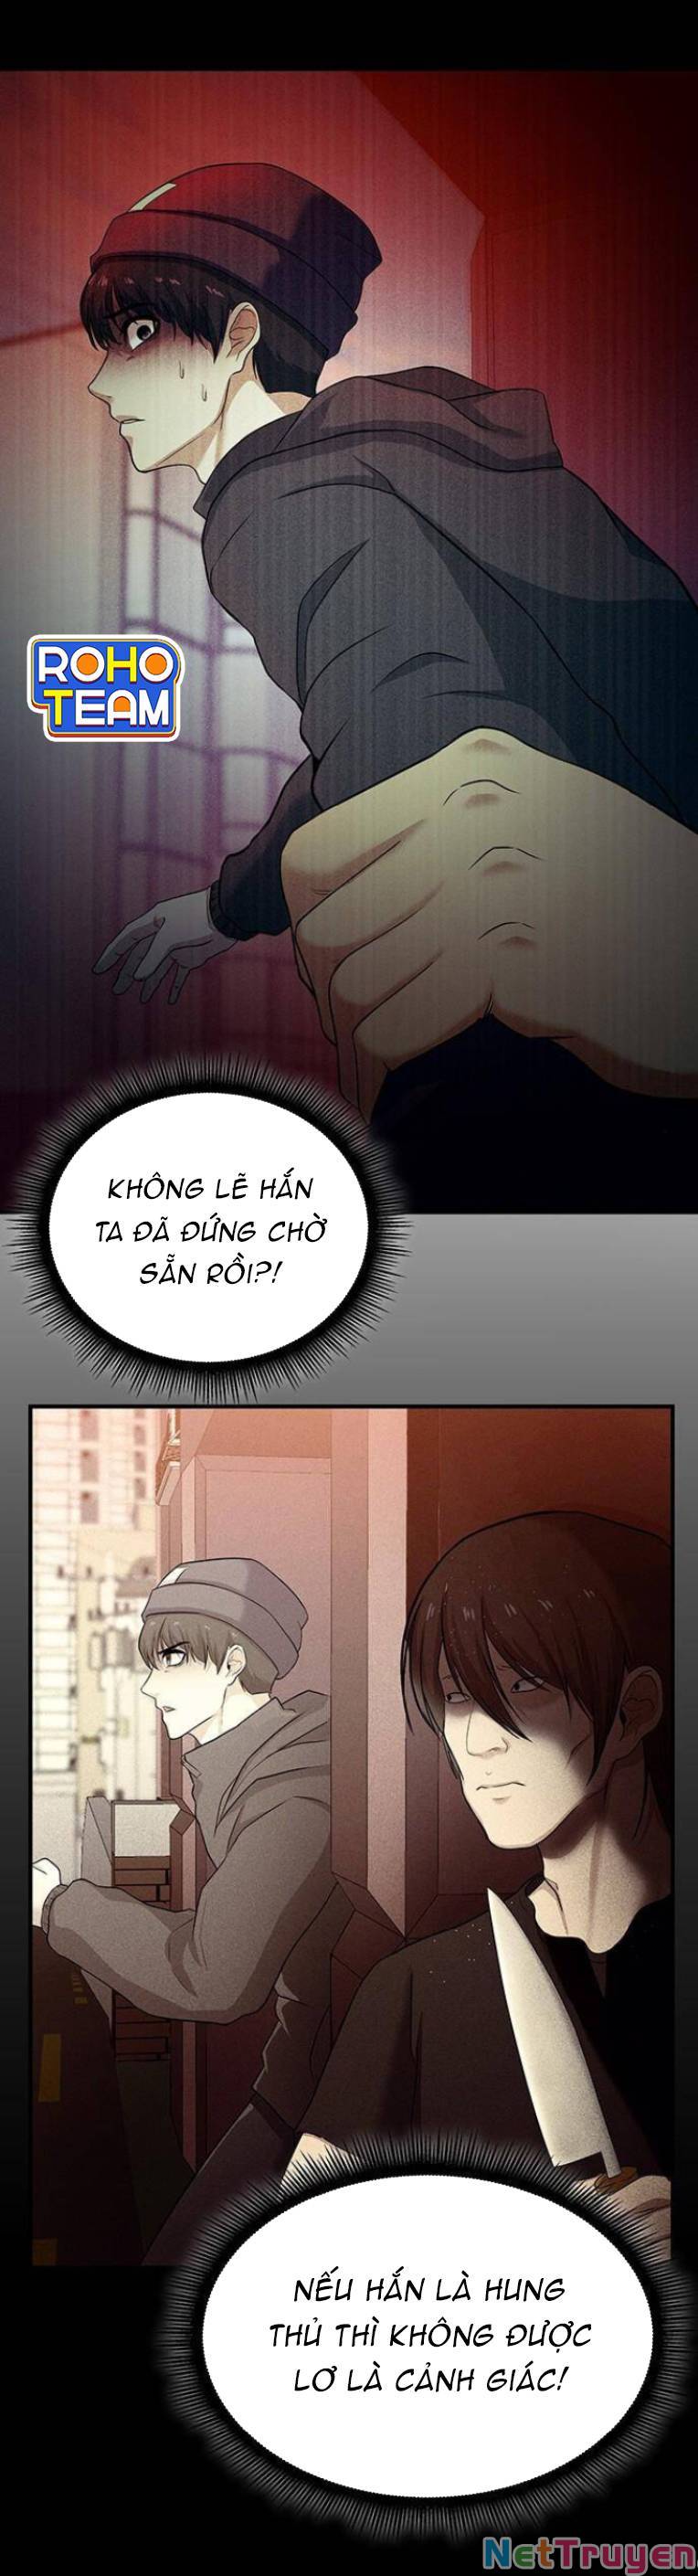 ROHO
TEAM
KHÔNG LẼ HẮN
TA ĐÃ ĐỨNG CHỜ
SẴN RỒI?!
NẾU HẮN LÀ HUNG
THỦ THÌ KHÔNG ĐƯỢC
LƠ LÀ CẢNH GIÁC!
NetTruyen